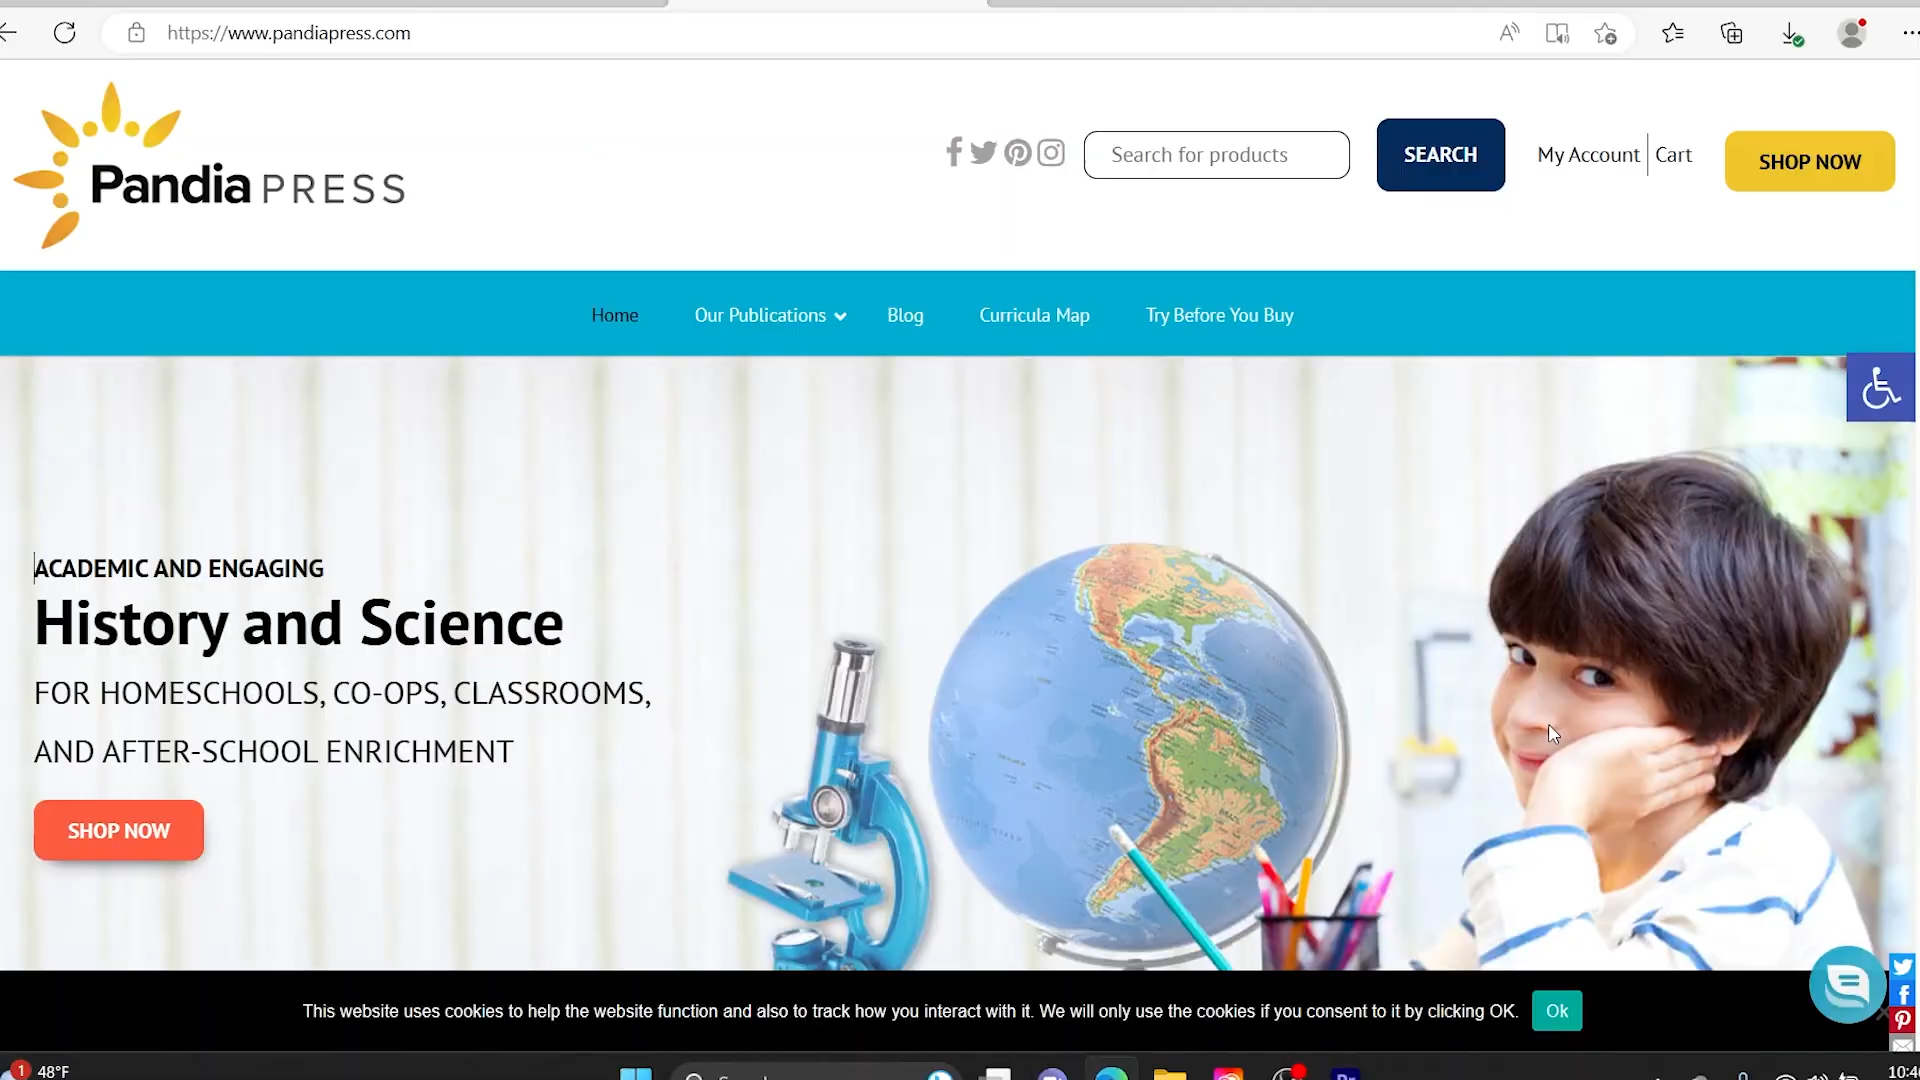 https://www.pandiapress.com
Pandia PRESS
Search for products
SEARCH
My Account
Cart
SHOP NOW
Home
Our Publications
Blog
Curricula Map
Try Before You Buy
ACADEMIC AND ENGAGING
History and Science
FOR HOMESCHOOLS, CO-OPS, CLASSROOMS,
AND AFTER-SCHOOL ENRICHMENT
SHOP NOW
This website uses cookies to help the website function and also to track how you interact with it. We will only use the cookies if you consent to it by clicking OK.
Ok
1
48°F